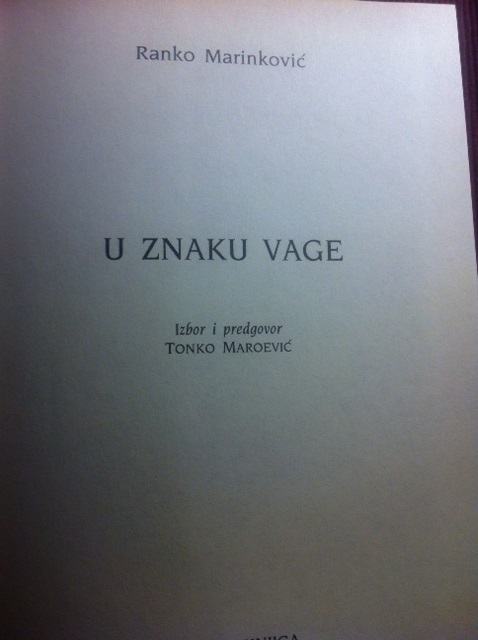 Ranko Marinković
U ZNAKU VAGE
Izbor i predgovor
TONKO MAROEVIĆ